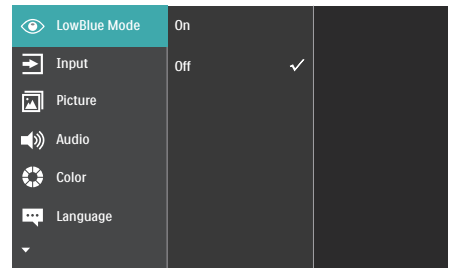 LowBlue Mode
On
Input
Off
Picture
Audio
Color
Language